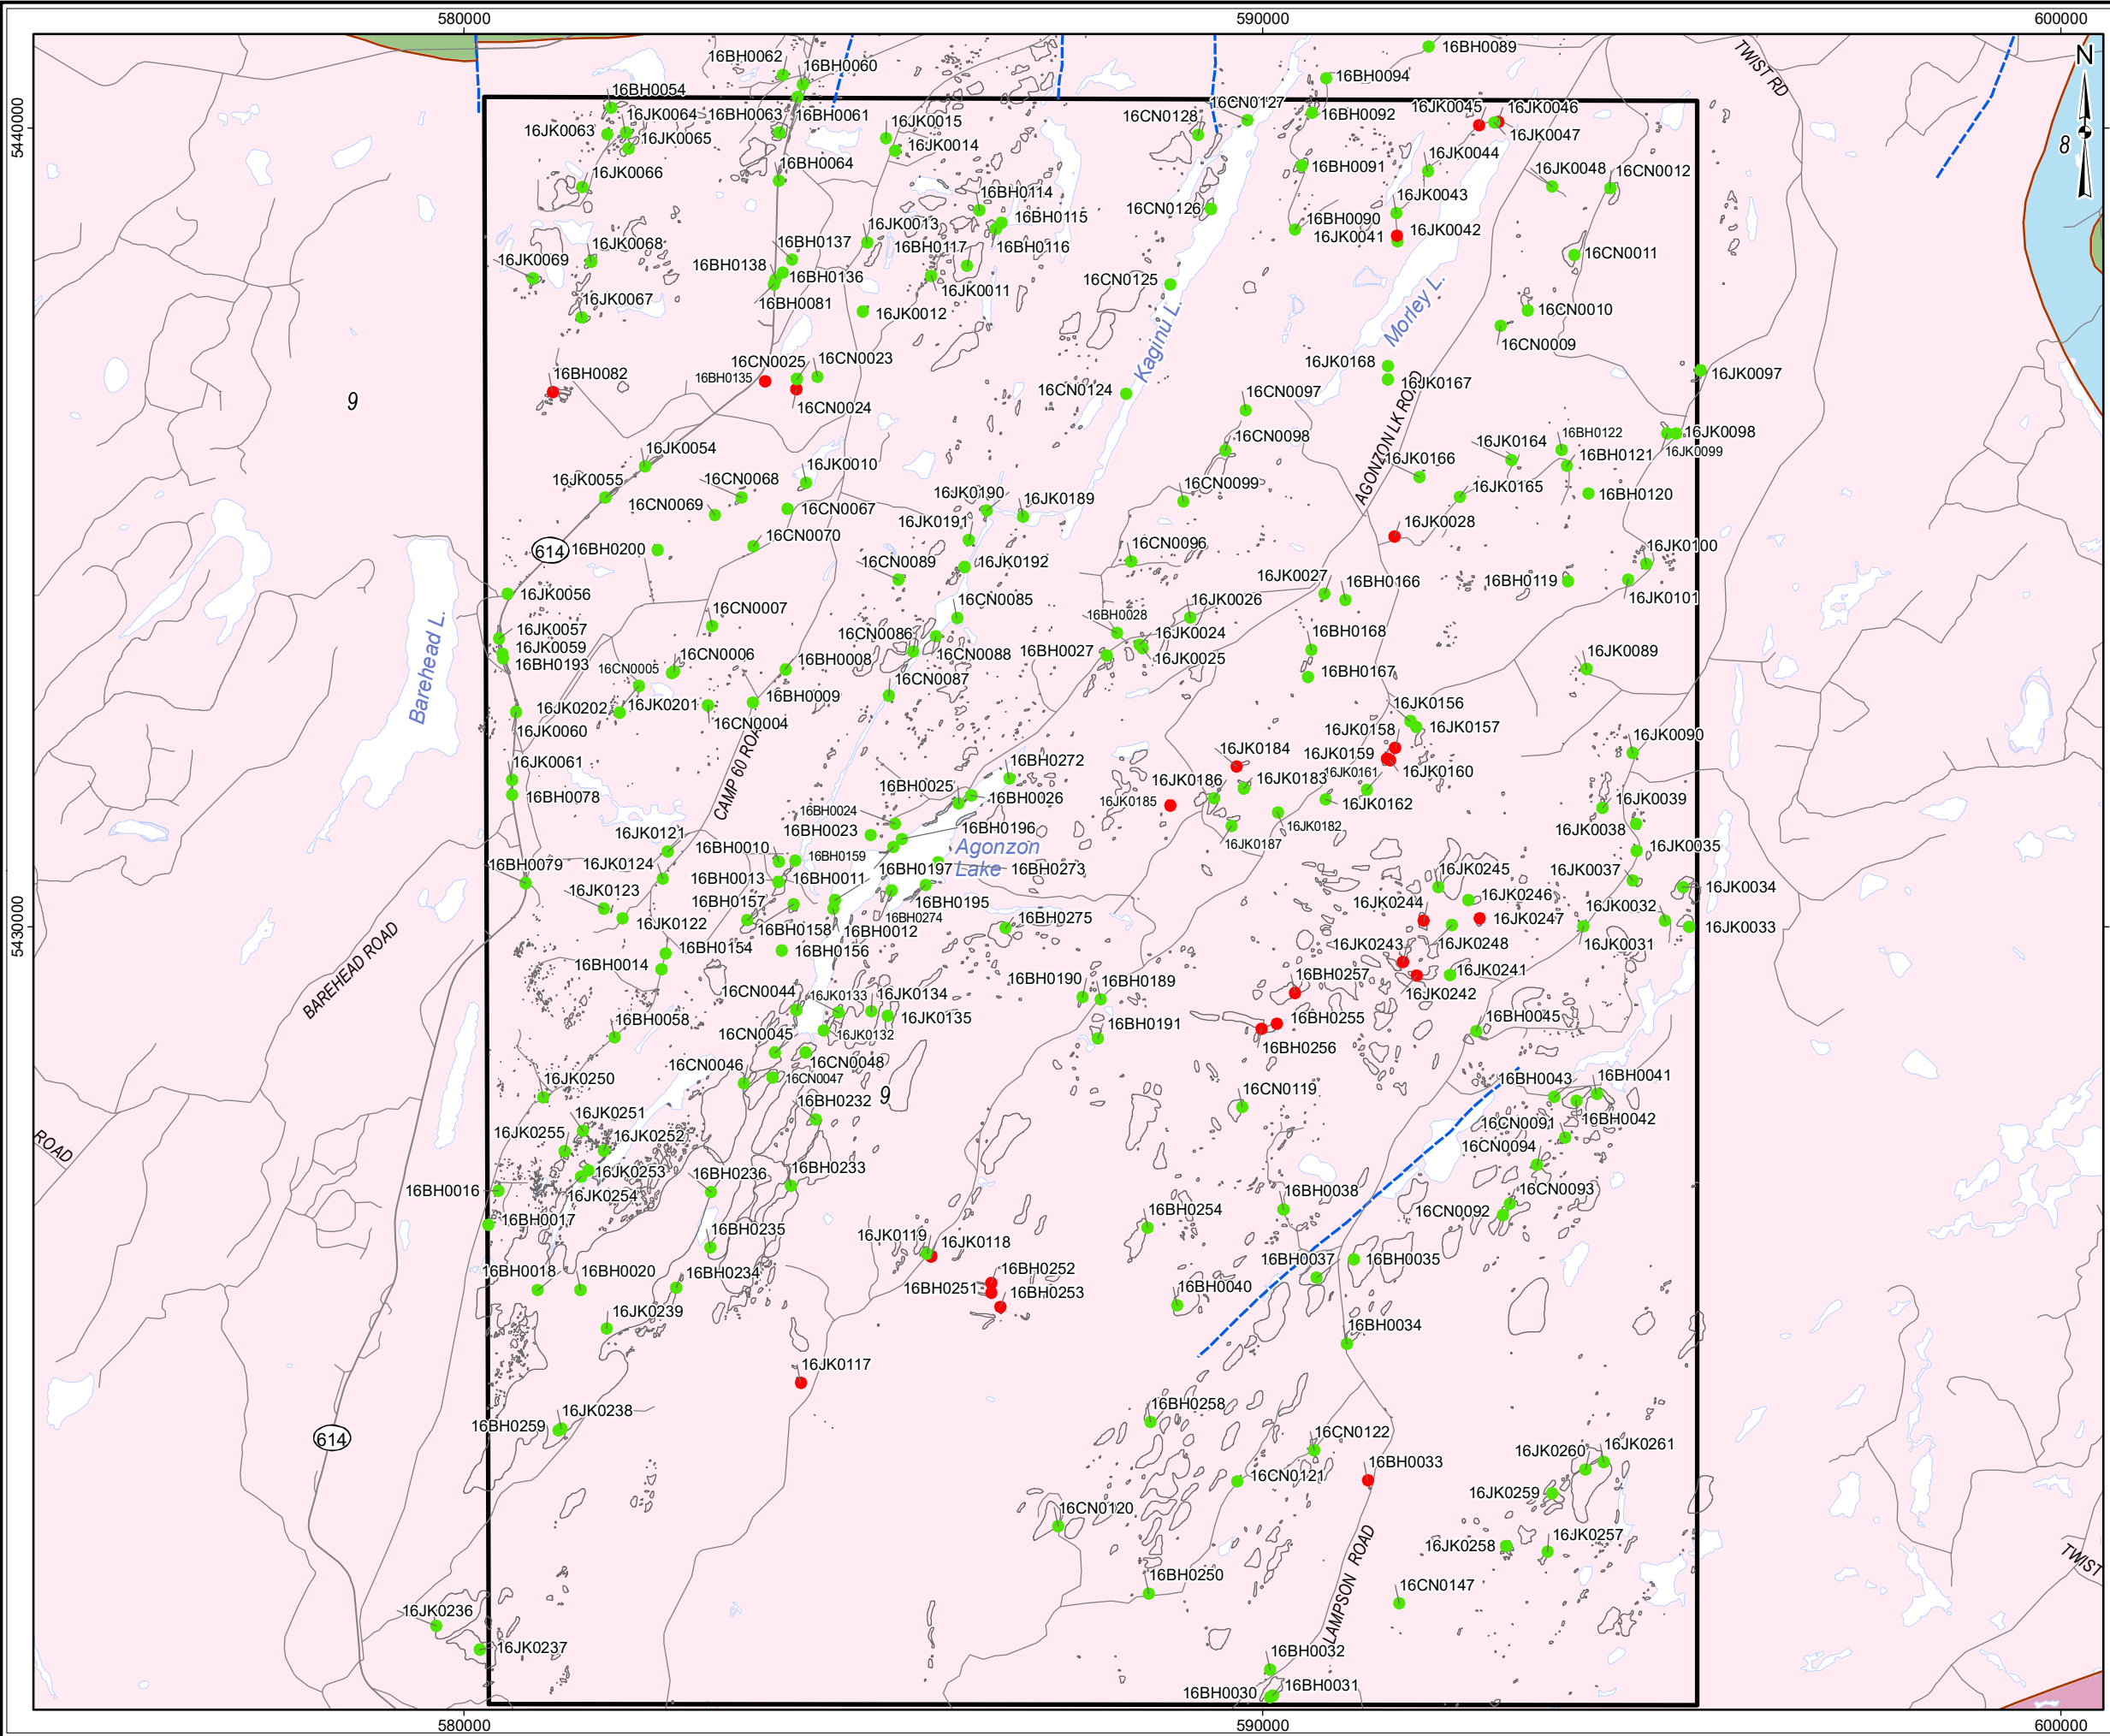 580000
590000
600000
5440000
5430000
N
8
TWIST RD
16BH0089
16BH0062
16BH0060
16BH0094
16BH0054
16JK0064
16BH0063
16BH0061
16CN0127
16JK0045
16JK0046
16JK0063
16JK0065
16JK0015
16CN0128
16BH0092
16JK0047
16JK0014
16JK0044
16BH0064
16JK0066
16BH0091
16JK0048
16CN0012
16BH0114
16JK0043
16CN0126
16JK0013
16BH0115
16BH0090
16JK0068
16BH0137
16BH0117
16BH0116
16JK0041
16JK0042
16JK0069
16BH0138
16BH0136
16CN0011
16JK0067
16BH0081
16JK0011
16CN0125
16JK0012
16CN0010
Kaginu L.
Morley L.
16CN0009
16CN0025
16CN0023
16JK0168
16BH0082
16BH0135
16JK0167
16JK0097
9
16CN0024
16CN0124
16CN0097
AGONZON LK ROAD
16JK0054
16CN0098
16JK0164
16BH0122
16JK0098
16JK0010
16JK0166
16BH0121
16JK0099
16JK0055
16CN0068
16CN0099
16JK0165
16BH0120
16CN0069
16CN0067
16JK0190
16JK0189
16JK0191
16JK0028
614
16BH0200
16CN0070
16CN0096
16JK0100
16CN0089
16JK0192
16JK0027
16BH0166
16BH0119
16JK0056
16CN0085
16JK0026
16JK0101
16CN0007
16BH0028
16JK0057
16CN0086
16JK0024
16BH0168
16JK0059
16CN0006
16BH0008
16CN0088
16BH0027
16JK0025
16BH0193
16CN0005
16BH0167
16JK0089
Barehead L.
16BH0009
16CN0087
16JK0202
16JK0201
16CN0004
16JK0156
16JK0060
16JK0158
16JK0157
16JK0090
CAMP 60 ROAD
16JK0184
16JK0159
16JK0061
16BH0272
16JK0186
16JK0183
16JK0161
16JK0160
16BH0078
16BH0025
16BH0026
16JK0185
16JK0162
16JK0039
16BH0024
16BH0023
16BH0196
16JK0182
16JK0038
16JK0121
16BH0010
16BH0159
Agonzon
Lake
16JK0187
16JK0035
16BH0079
16JK0124
16BH0013
16BH0011
16BH0197
16BH0273
16JK0245
16JK0037
16JK0034
16JK0123
16BH0157
16BH0195
16JK0244
16JK0246
16JK0122
16BH0158
16BH0012
16BH0274
16BH0275
16JK0247
16JK0032
16JK0033
BAREHEAD ROAD
16BH0154
16BH0156
16JK0243
16JK0248
16JK0031
16BH0014
16BH0190
16BH0189
16BH0257
16JK0241
16JK0242
16CN0044
16JK0133
16JK0134
16JK0135
16BH0255
16BH0045
16BH0058
16CN0045
16JK0132
16BH0191
16BH0256
16CN0046
16CN0048
16CN0047
16JK0250
16BH0232
9
16CN0119
16BH0043
16BH0041
16JK0251
16BH0042
16CN0091
ROAD
16JK0255
16JK0252
16CN0094
16JK0253
16BH0236
16BH0233
16BH0016
16JK0254
16BH0038
16CN0093
16BH0017
16BH0254
16CN0092
16BH0235
16JK0119
16JK0118
16BH0037
16BH0035
16BH0018
16BH0020
16BH0234
16BH0252
16BH0251
16BH0253
16BH0040
16JK0239
16BH0034
16JK0117
16JK0238
16BH0258
16BH0259
614
16CN0122
16JK0260
16JK0261
16BH0033
16CN0121
16JK0259
16CN0120
16JK0258
16JK0257
LAMPSON ROAD
TWIST
16BH0250
16CN0147
16JK0236
16JK0237
16BH0032
16BH0030
16BH0031
580000
590000
600000